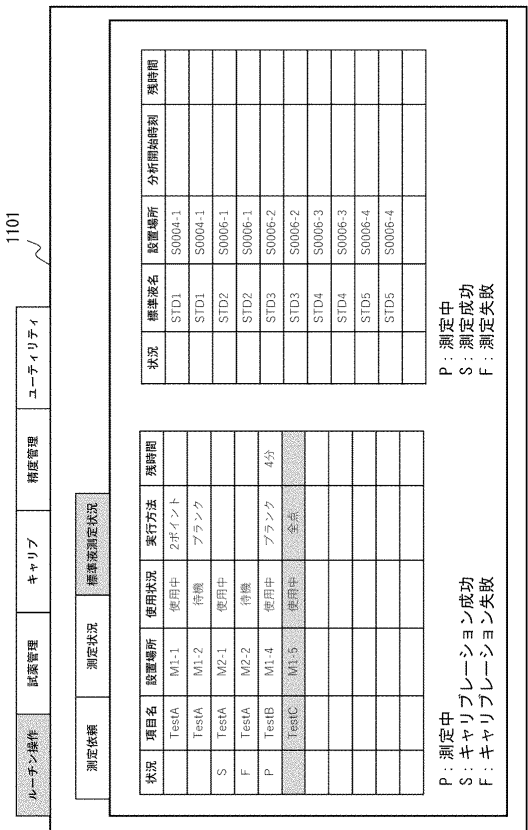 1101
ルーチン操作 試薬管理 キャリブ 精度管理 ユーティリティ
測定依頼 測定状況 標準液測定状況
状況 項目名 設置場所 使用状況 実行方法 残時間
TestA M1-1 使用中 2ポイント
TestA M1-2 待機 ブランク
S TestA M2-1 使用中
F TestA M2-2 待機
P TestB M1-4 使用中 ブランク 4分
TestC M1-5 使用中 全点
P：測定中
S：キャリブレーション成功
F：キャリブレーション失敗
状況 標準液名 設置場所 分析開始時刻 残時間
STD1 S0004-1
STD1 S0004-1
STD2 S0006-1
STD2 S0006-1
STD3 S0006-2
STD3 S0006-2
STD4 S0006-3
STD4 S0006-3
STD5 S0006-4
STD5 S0006-4
P：測定中
S：測定成功
F：測定失敗